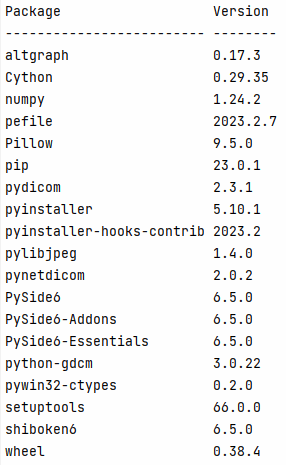 Package                   Version
------------------------- --------
altgraph                  0.17.3
Cython                    0.29.35
numpy                     1.24.2
pefile                    2023.2.7
Pillow                    9.5.0
pip                       23.0.1
pydicom                   2.3.1
pyinstaller               5.10.1
pyinstaller-hooks-contrib 2023.2
pylibjpeg                 1.4.0
pynetdicom                2.0.2
PySide6                   6.5.0
PySide6-Addons            6.5.0
PySide6-Essentials        6.5.0
python-gdcm               3.0.22
pywin32-ctypes            0.2.0
setuptools                66.0.0
shiboken6                 6.5.0
wheel                     0.38.4